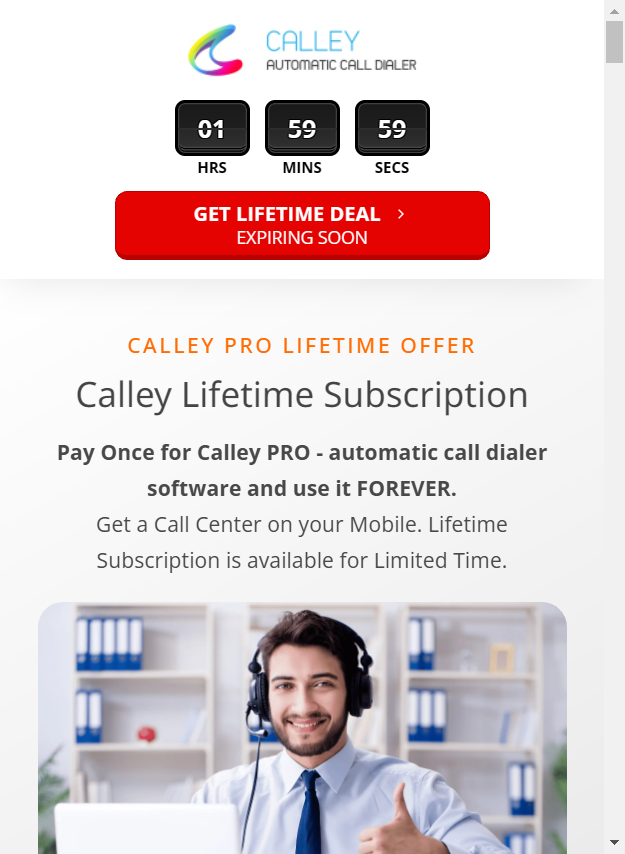 CALLEY
AUTOMATIC CALL DIALER
01 59 59
HRS MINS SECS
GET LIFETIME DEAL
EXPIRING SOON
CALLEY PRO LIFETIME OFFER
Calley Lifetime Subscription
Pay Once for Calley PRO - automatic call dialer
software and use it FOREVER.
Get a Call Center on your Mobile. Lifetime
Subscription is available for Limited Time.